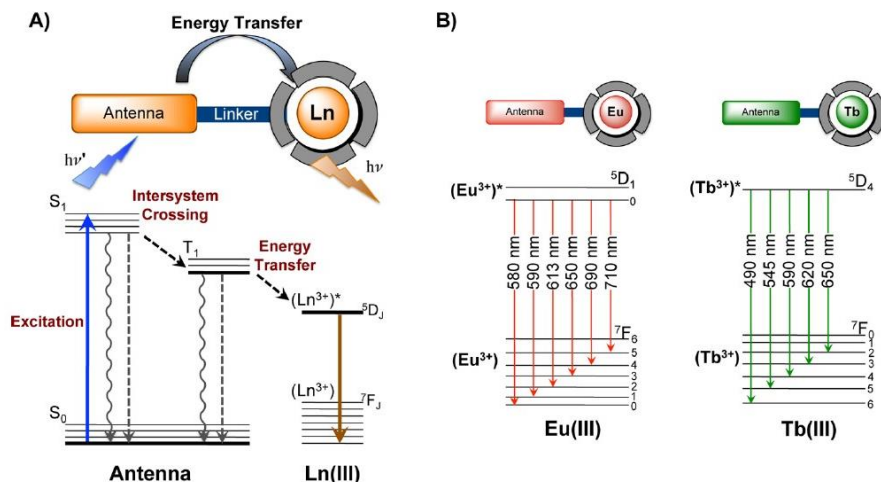 A)
Energy Transfer
Antenna
Linker
Ln
hν'
hν
S1
Intersystem
Crossing
T1
Energy
Transfer
(Ln³⁺)*
⁵DJ
Excitation
(Ln³⁺)
⁷FJ
S0
Antenna
Ln(III)
B)
Antenna
Eu
(Eu³⁺)*
⁵D1
0
580 nm
590 nm
613 nm
650 nm
690 nm
710 nm
⁷F6
5
4
3
2
1
0
(Eu³⁺)
Eu(III)
Antenna
Tb
(Tb³⁺)*
⁵D4
490 nm
545 nm
590 nm
620 nm
650 nm
⁷F0
1
2
3
4
5
6
(Tb³⁺)
Tb(III)